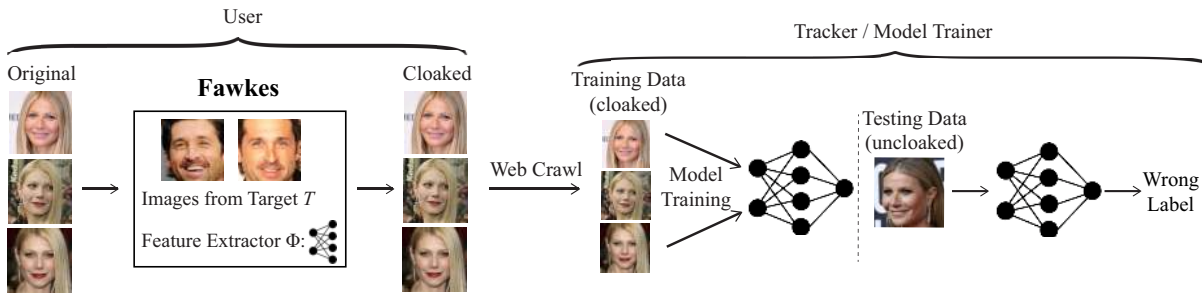 User
Original
Fawkes
Images from Target T
Feature Extractor Φ:
Cloaked
Web Crawl
Tracker / Model Trainer
Training Data
(cloaked)
Model
Training
Testing Data
(uncloaked)
Wrong
Label